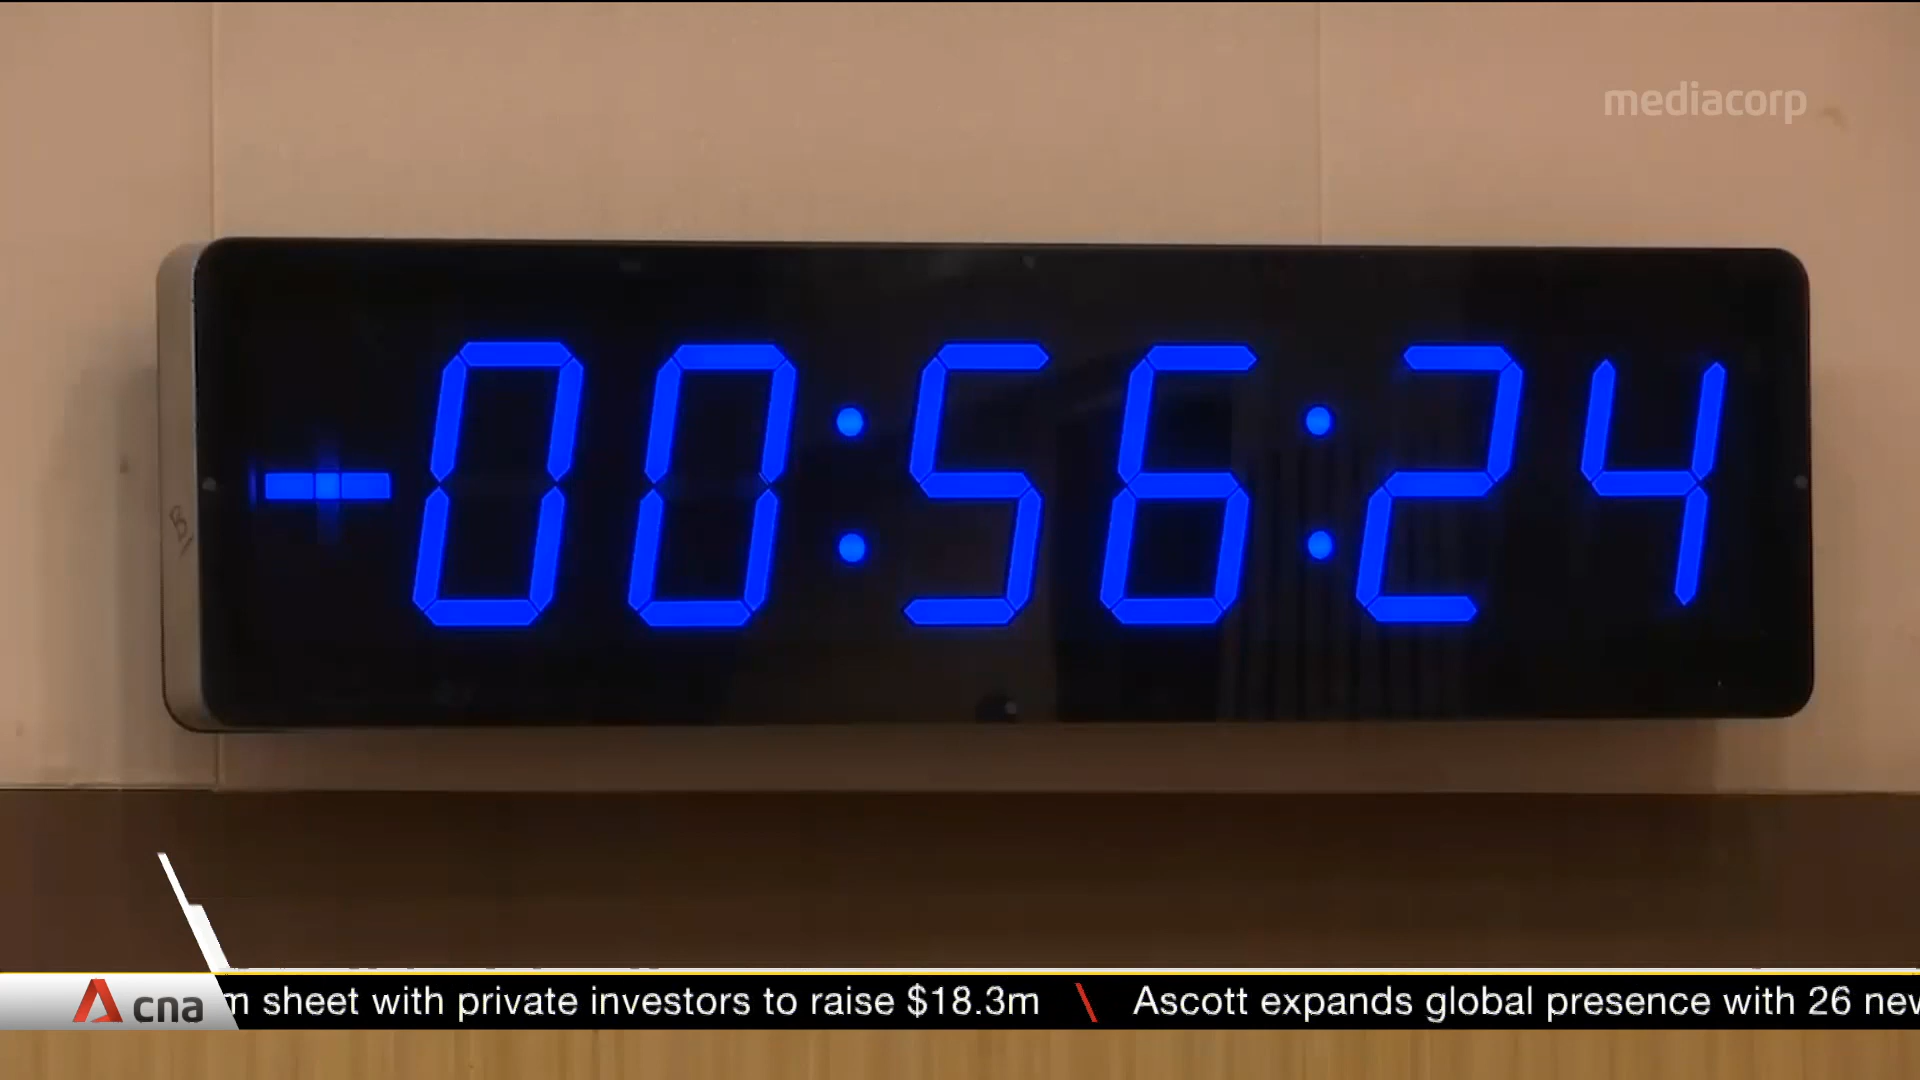 mediacorp
-00:56:24
cna
m sheet with private investors to raise $18.3m \ Ascott expands global presence with 26 new